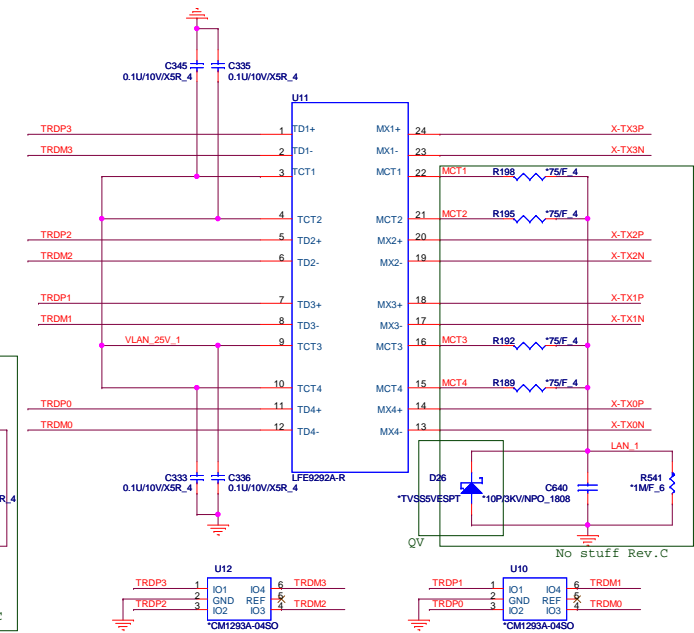 C345
0.1U/10V/X5R_4
C335
0.1U/10V/X5R_4
U11
TRDP3
1
TD1+
MX1+
24
X-TX3P
TRDM3
2
TD1-
MX1-
23
X-TX3N
3
TCT1
MCT1
22
MCT1
R198
*75/F_4
4
TCT2
MCT2
21
MCT2
R195
*75/F_4
TRDP2
5
TD2+
MX2+
20
X-TX2P
TRDM2
6
TD2-
MX2-
19
X-TX2N
TRDP1
7
TD3+
MX3+
18
X-TX1P
TRDM1
8
TD3-
MX3-
17
X-TX1N
VLAN_25V_1
9
TCT3
MCT3
16
MCT3
R192
*75/F_4
10
TCT4
MCT4
15
MCT4
R189
*75/F_4
TRDP0
11
TD4+
MX4+
14
X-TX0P
TRDM0
12
TD4-
MX4-
13
X-TX0N
LAN_1
C333
0.1U/10V/X5R_4
C336
0.1U/10V/X5R_4
LFE9292A-R
D26
*TVSS5VESPT
C640
*10P/3KV/NPO_1808
R541
*1M/F_6
R_4
QV
No stuff Rev.C
U12
TRDP3
1
IO1
IO4
6
TRDM3
2
GND
REF
5
TRDP2
3
IO2
IO3
4
TRDM2
*CM1293A-04SO
U10
TRDP1
1
IO1
IO4
6
TRDM1
2
GND
REF
5
TRDP0
3
IO2
IO3
4
TRDM0
*CM1293A-04SO